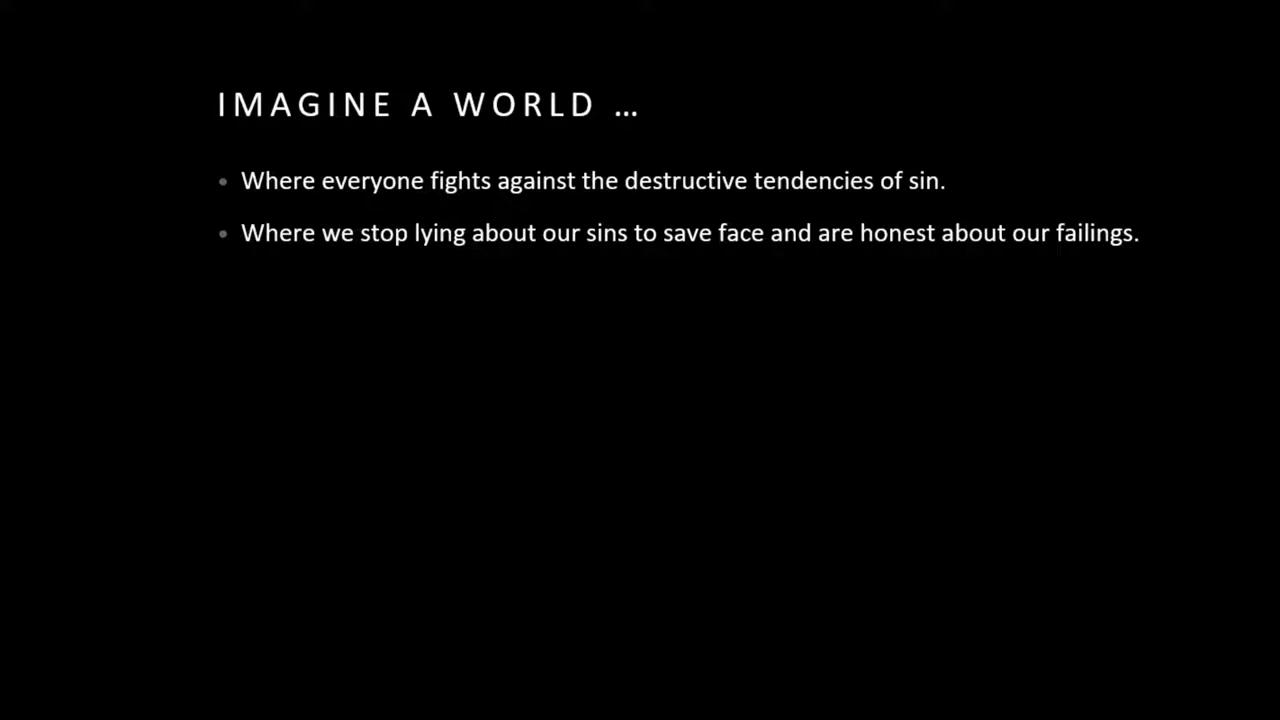 IMAGINE A WORLD …
• Where everyone fights against the destructive tendencies of sin.
• Where we stop lying about our sins to save face and are honest about our failings.